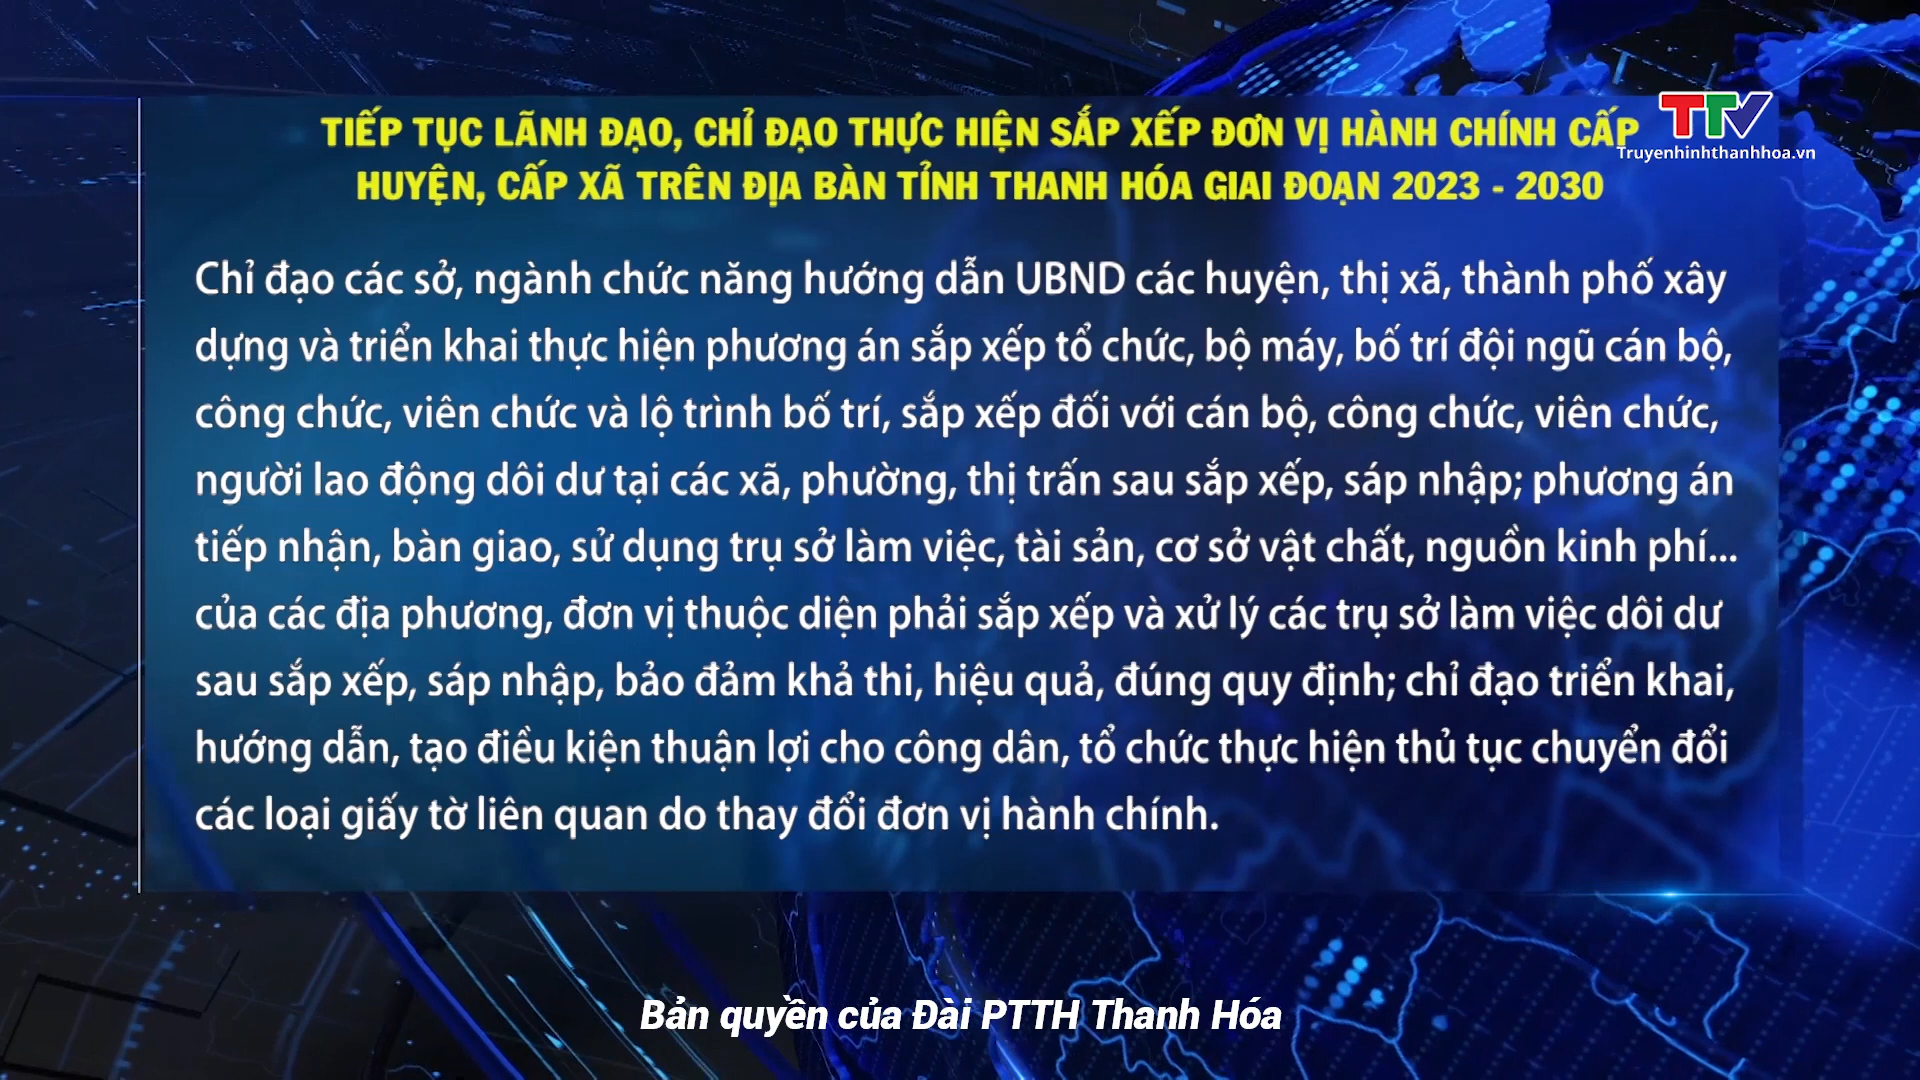 TTV
Truyenhinhthanhhoa.vn
TIẾP TỤC LÃNH ĐẠO, CHỈ ĐẠO THỰC HIỆN SẮP XẾP ĐƠN VỊ HÀNH CHÍNH CẤP
HUYỆN, CẤP XÃ TRÊN ĐỊA BÀN TỈNH THANH HÓA GIAI ĐOẠN 2023 - 2030
Chỉ đạo các sở, ngành chức năng hướng dẫn UBND các huyện, thị xã, thành phố xây
dựng và triển khai thực hiện phương án sắp xếp tổ chức, bộ máy, bố trí đội ngũ cán bộ,
công chức, viên chức và lộ trình bố trí, sắp xếp đối với cán bộ, công chức, viên chức,
người lao động dôi dư tại các xã, phường, thị trấn sau sắp xếp, sáp nhập; phương án
tiếp nhận, bàn giao, sử dụng trụ sở làm việc, tài sản, cơ sở vật chất, nguồn kinh phí...
của các địa phương, đơn vị thuộc diện phải sắp xếp và xử lý các trụ sở làm việc dôi dư
sau sắp xếp, sáp nhập, bảo đảm khả thi, hiệu quả, đúng quy định; chỉ đạo triển khai,
hướng dẫn, tạo điều kiện thuận lợi cho công dân, tổ chức thực hiện thủ tục chuyển đổi
các loại giấy tờ liên quan do thay đổi đơn vị hành chính.
Bản quyền của Đài PTTH Thanh Hóa